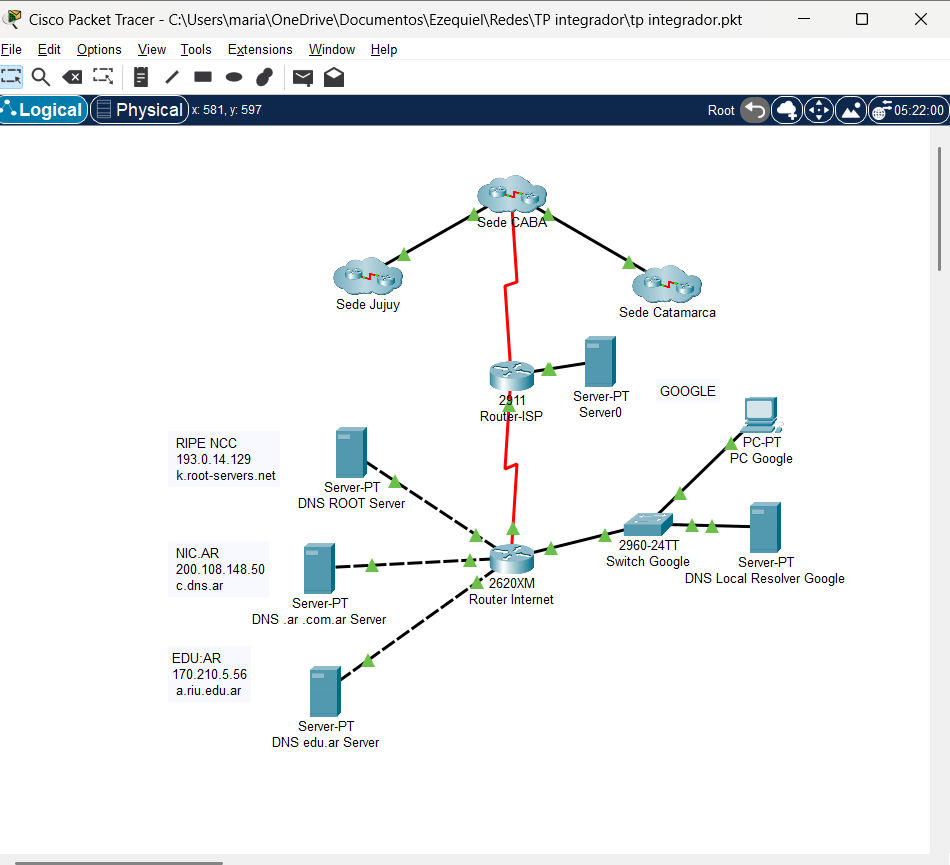 Cisco Packet Tracer - C:\Users\maria\OneDrive\Documentos\Ezequiel\Redes\TP integrador\tp integrador.pkt
File Edit Options View Tools Extensions Window Help
Logical Physical x: 581, y: 597 Root 05:22:00
Sede CABA
Sede Jujuy
Sede Catamarca
2911
Router-ISP
Server-PT
Server0
GOOGLE
PC-PT
PC Google
RIPE NCC
193.0.14.129
k.root-servers.net
Server-PT
DNS ROOT Server
2960-24TT
Switch Google
Server-PT
DNS Local Resolver Google
NIC.AR
200.108.148.50
c.dns.ar
Server-PT
DNS .ar .com.ar Server
2620XM
Router Internet
EDU:AR
170.210.5.56
a.riu.edu.ar
Server-PT
DNS edu.ar Server